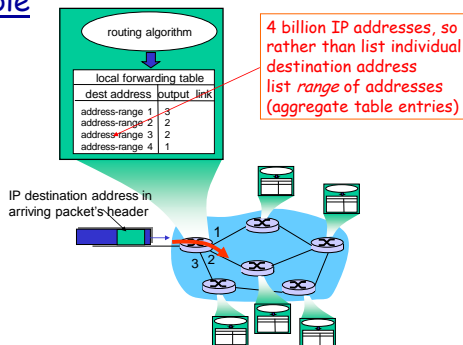 routing algorithm
local forwarding table
dest address output link
address-range 1 3
address-range 2 2
address-range 3 2
address-range 4 1
4 billion IP addresses, so
rather than list individual
destination address
list range of addresses
(aggregate table entries)
IP destination address in
arriving packet's header
1
3 2